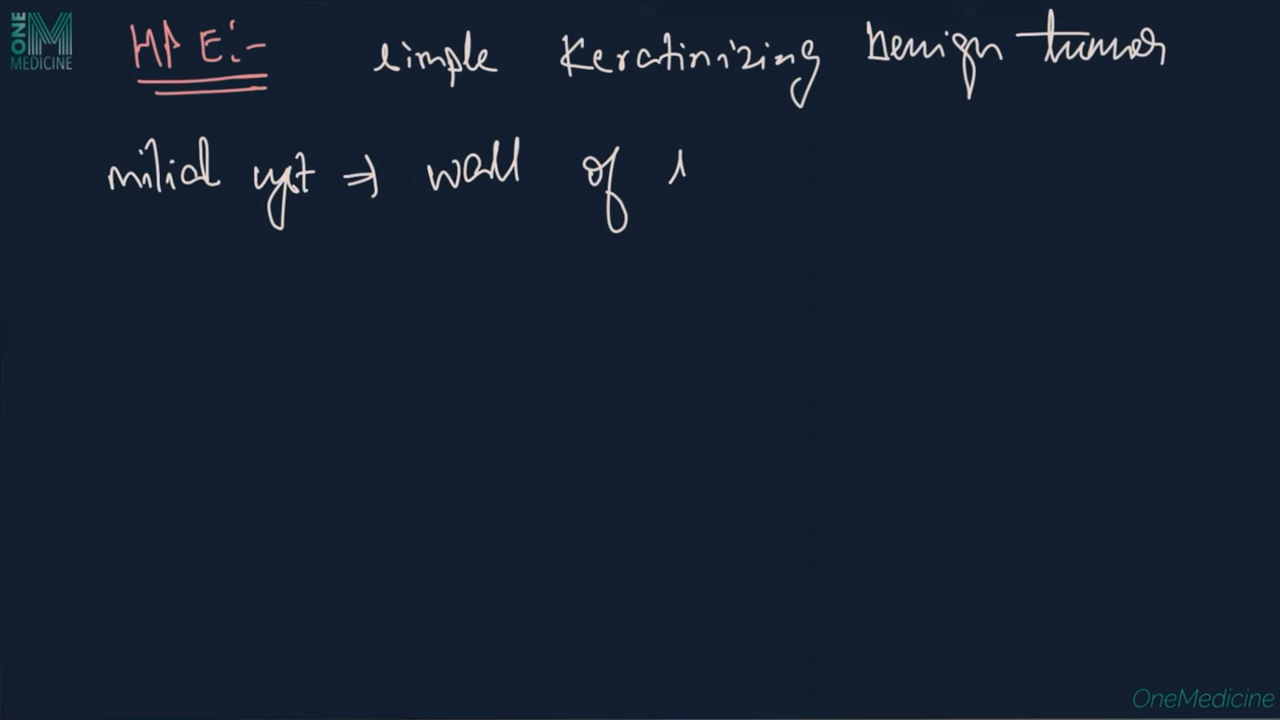 ONE
MEDICINE
HPE:- simple Keratinizing benign tumor
milial cyst ⇒ wall of
OneMedicine